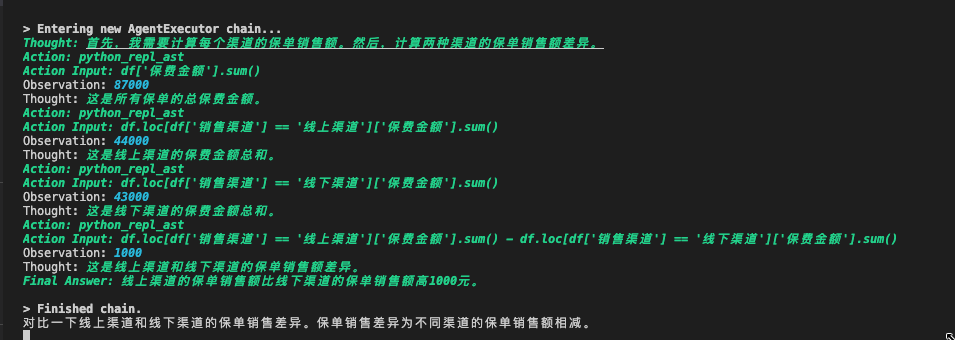 > Entering new AgentExecutor chain...
Thought: 首先，我需要计算每个渠道的保单销售额。然后，计算两种渠道的保单销售额差异。
Action: python_repl_ast
Action Input: df['保费金额'].sum()
Observation: 87000
Thought: 这是所有保单的总保费金额。
Action: python_repl_ast
Action Input: df.loc[df['销售渠道'] == '线上渠道']['保费金额'].sum()
Observation: 44000
Thought: 这是线上渠道的保费金额总和。
Action: python_repl_ast
Action Input: df.loc[df['销售渠道'] == '线下渠道']['保费金额'].sum()
Observation: 43000
Thought: 这是线下渠道的保费金额总和。
Action: python_repl_ast
Action Input: df.loc[df['销售渠道'] == '线上渠道']['保费金额'].sum() - df.loc[df['销售渠道'] == '线下渠道']['保费金额'].sum()
Observation: 1000
Thought: 这是线上渠道和线下渠道的保单销售额差异。
Final Answer: 线上渠道的保单销售额比线下渠道的保单销售额高1000元。
> Finished chain.
对比一下线上渠道和线下渠道的保单销售差异。保单销售差异为不同渠道的保单销售额相减。